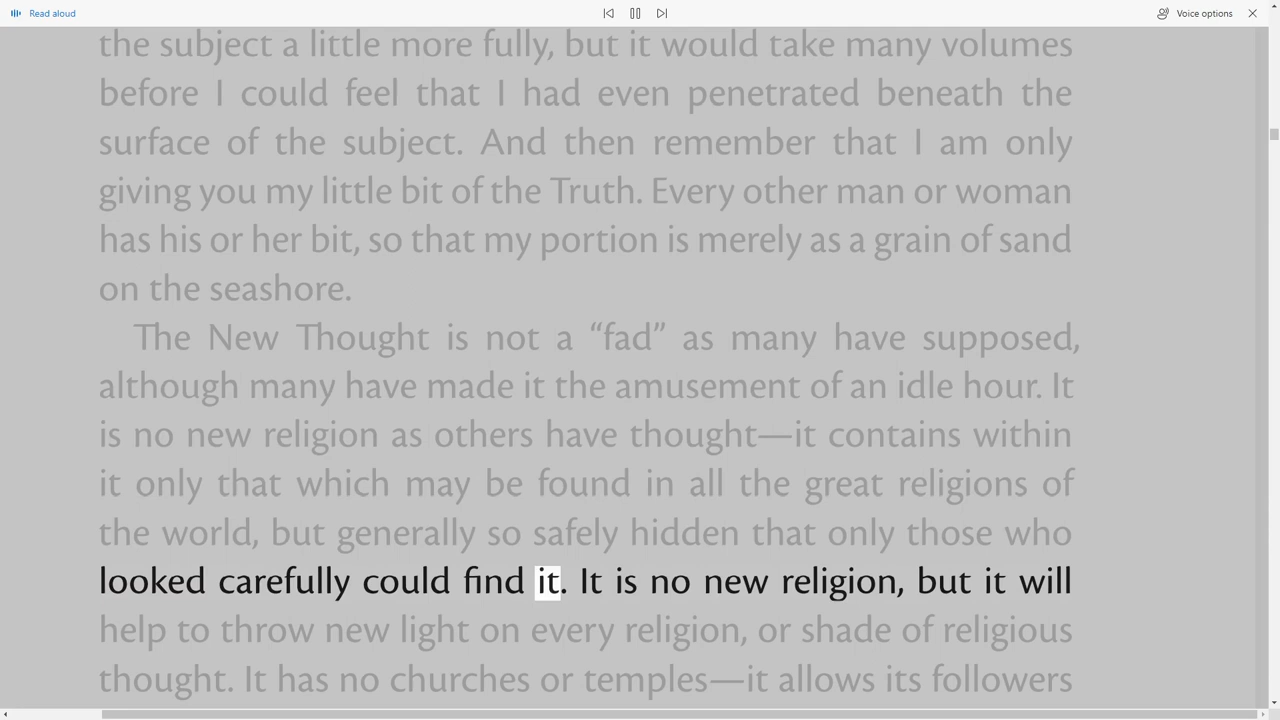 Read aloud
Voice options
the subject a little more fully, but it would take many volumes
before I could feel that I had even penetrated beneath the
surface of the subject. And then remember that I am only
giving you my little bit of the Truth. Every other man or woman
has his or her bit, so that my portion is merely as a grain of sand
on the seashore.
The New Thought is not a “fad” as many have supposed,
although many have made it the amusement of an idle hour. It
is no new religion as others have thought—it contains within
it only that which may be found in all the great religions of
the world, but generally so safely hidden that only those who
looked carefully could find it. It is no new religion, but it will
help to throw new light on every religion, or shade of religious
thought. It has no churches or temples—it allows its followers